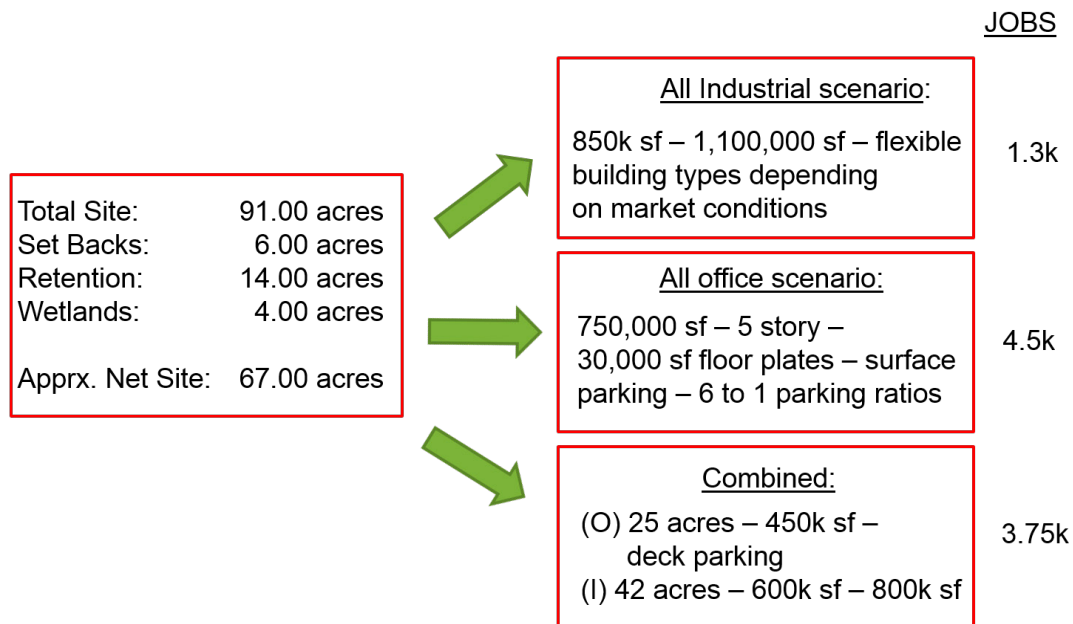 JOBS
Total Site: 91.00 acres
Set Backs: 6.00 acres
Retention: 14.00 acres
Wetlands: 4.00 acres
Apprx. Net Site: 67.00 acres
All Industrial scenario:
850k sf – 1,100,000 sf – flexible
building types depending
on market conditions
1.3k
All office scenario:
750,000 sf – 5 story –
30,000 sf floor plates – surface
parking – 6 to 1 parking ratios
4.5k
Combined:
(O) 25 acres – 450k sf –
deck parking
(I) 42 acres – 600k sf – 800k sf
3.75k